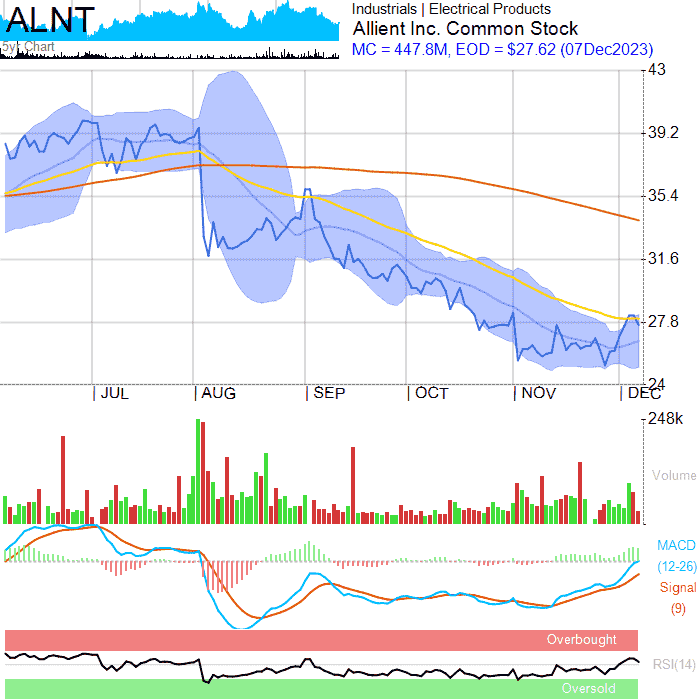 ALNT
5yr Chart
Industrials | Electrical Products
Allient Inc. Common Stock
MC = 447.8M, EOD = $27.62 (07Dec2023)
43
39.2
35.4
31.6
27.8
24
JUL AUG SEP OCT NOV DEC
248k
Volume
MACD
(12-26)
Signal
(9)
Overbought
RSI(14)
Oversold